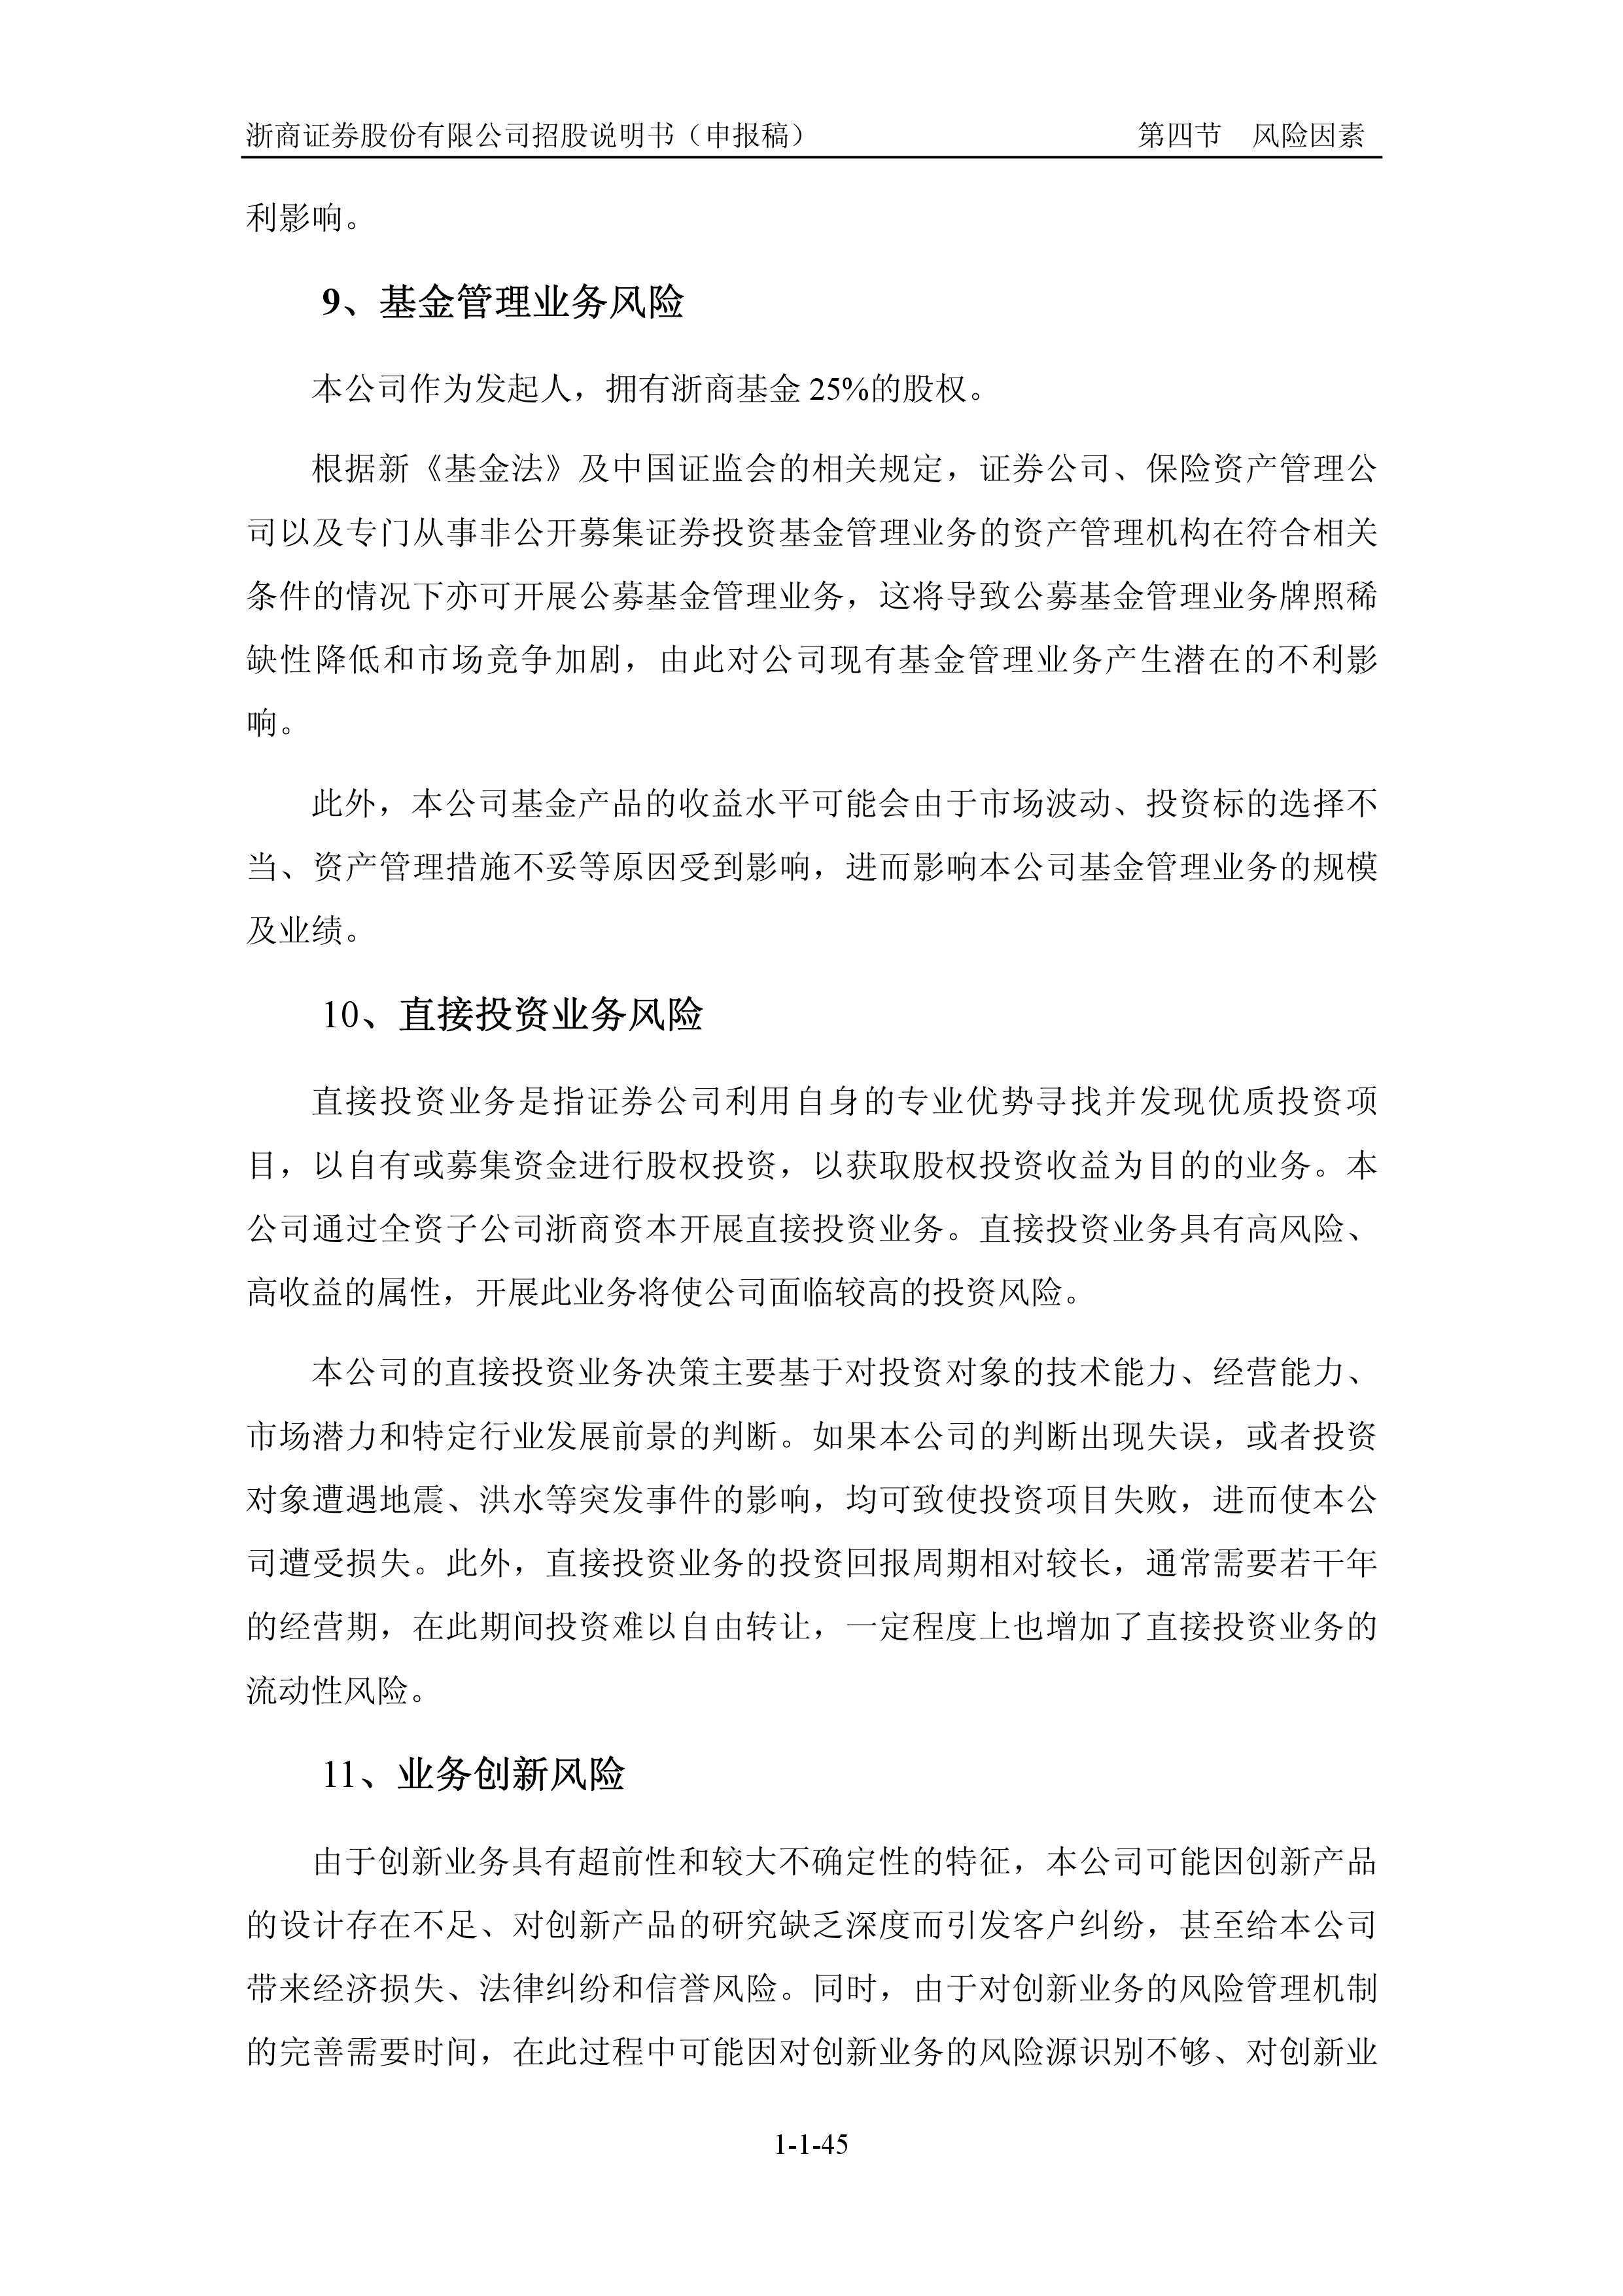 浙商证券股份有限公司招股说明书（申报稿） 第四节 风险因素
利影响。
9、基金管理业务风险
本公司作为发起人，拥有浙商基金 25%的股权。
根据新《基金法》及中国证监会的相关规定，证券公司、保险资产管理公
司以及专门从事非公开募集证券投资基金管理业务的资产管理机构在符合相关
条件的情况下亦可开展公募基金管理业务，这将导致公募基金管理业务牌照稀
缺性降低和市场竞争加剧，由此对公司现有基金管理业务产生潜在的不利影
响。
此外，本公司基金产品的收益水平可能会由于市场波动、投资标的选择不
当、资产管理措施不妥等原因受到影响，进而影响本公司基金管理业务的规模
及业绩。
10、直接投资业务风险
直接投资业务是指证券公司利用自身的专业优势寻找并发现优质投资项
目，以自有或募集资金进行股权投资，以获取股权投资收益为目的的业务。本
公司通过全资子公司浙商资本开展直接投资业务。直接投资业务具有高风险、
高收益的属性，开展此业务将使公司面临较高的投资风险。
本公司的直接投资业务决策主要基于对投资对象的技术能力、经营能力、
市场潜力和特定行业发展前景的判断。如果本公司的判断出现失误，或者投资
对象遭遇地震、洪水等突发事件的影响，均可致使投资项目失败，进而使本公
司遭受损失。此外，直接投资业务的投资回报周期相对较长，通常需要若干年
的经营期，在此期间投资难以自由转让，一定程度上也增加了直接投资业务的
流动性风险。
11、业务创新风险
由于创新业务具有超前性和较大不确定性的特征，本公司可能因创新产品
的设计存在不足、对创新产品的研究缺乏深度而引发客户纠纷，甚至给本公司
带来经济损失、法律纠纷和信誉风险。同时，由于对创新业务的风险管理机制
的完善需要时间，在此过程中可能因对创新业务的风险源识别不够、对创新业
1-1-45